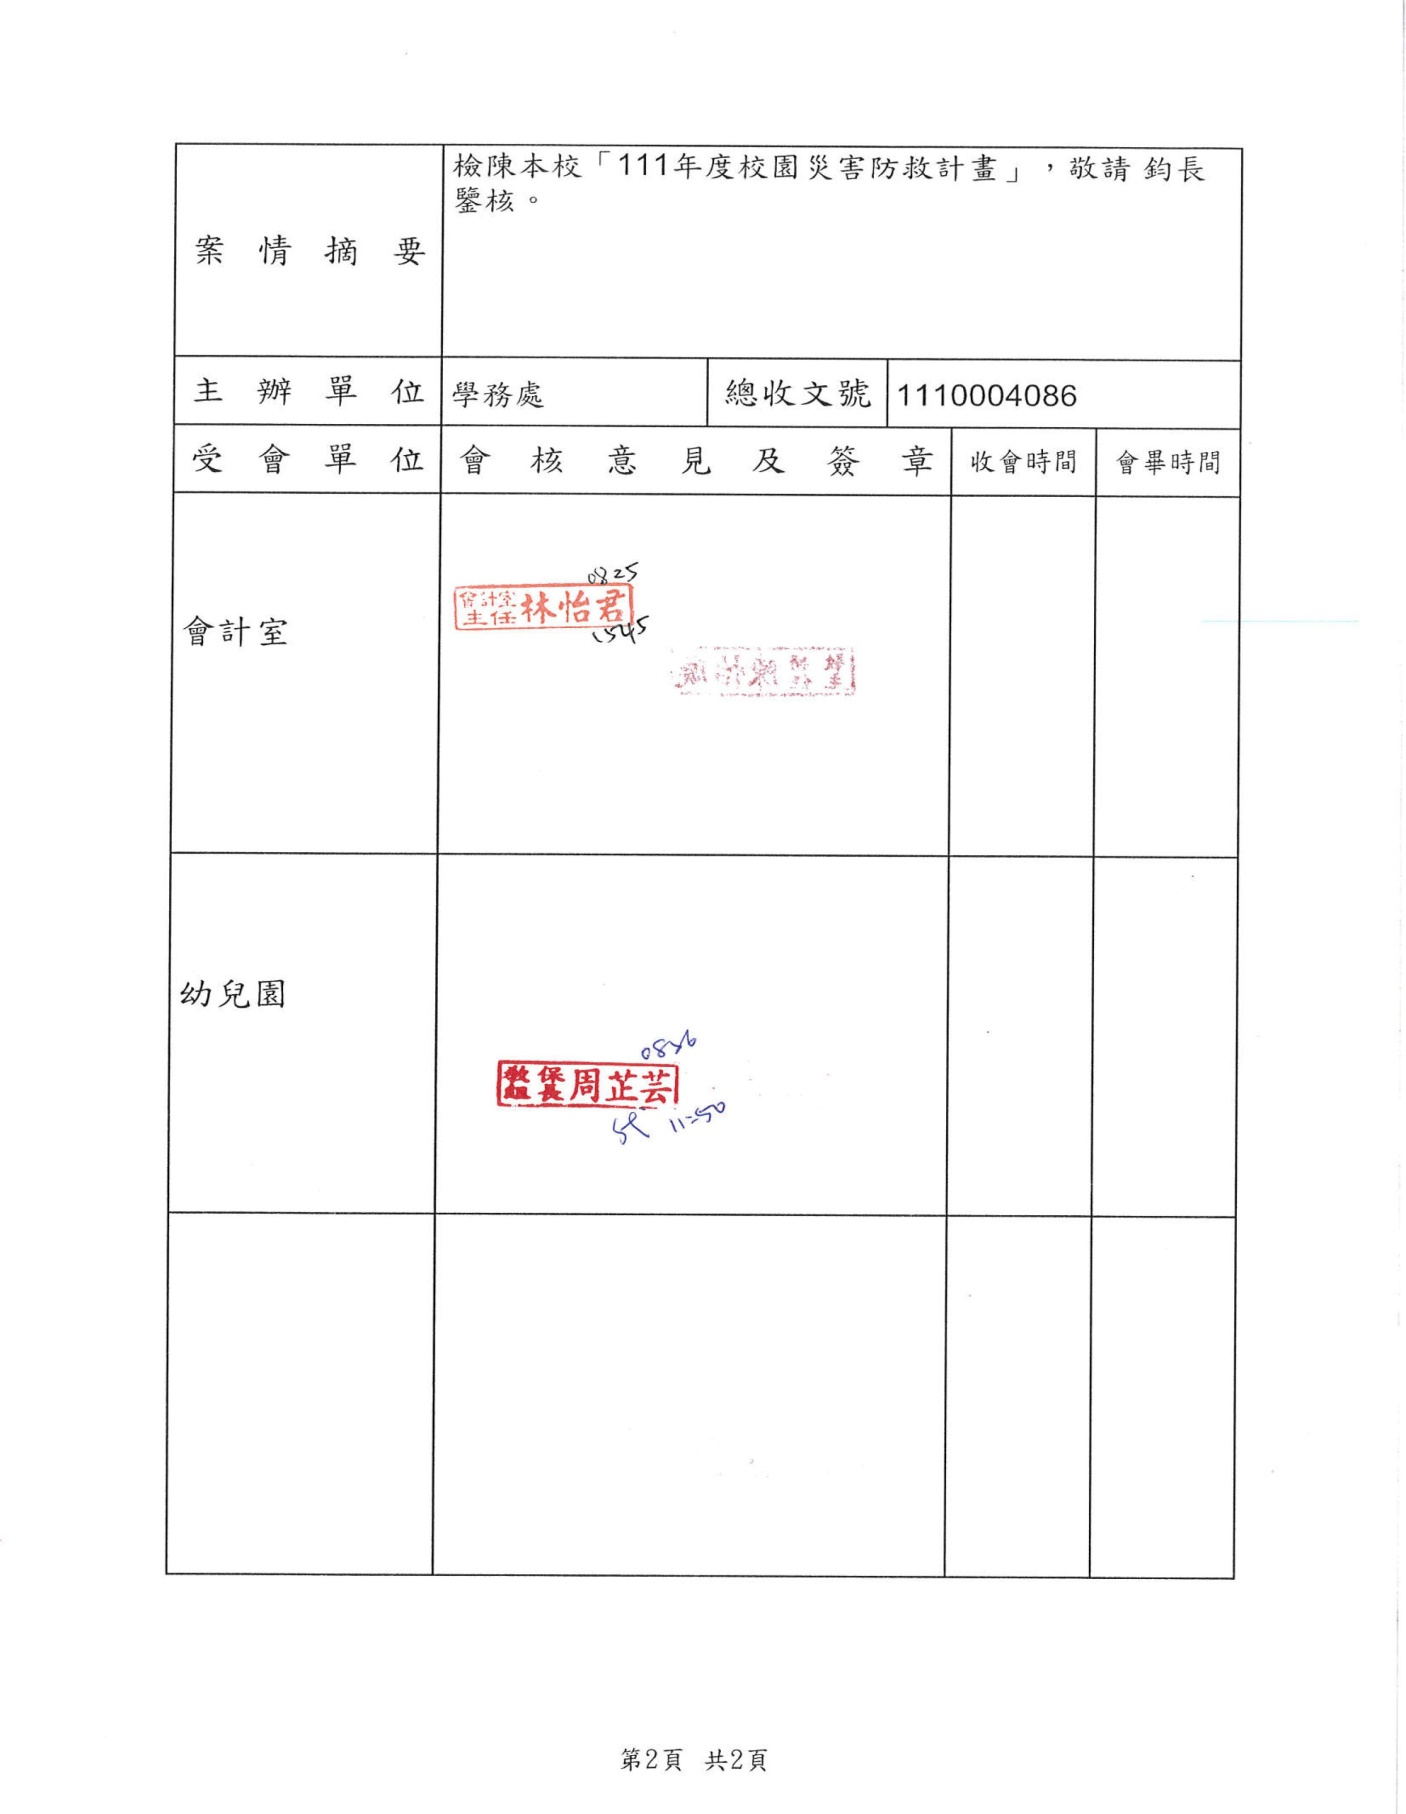 檢陳本校「111年度校園災害防救計畫」，敬請 鈞長
鑒核。
案情摘要
主辦單位 學務處 總收文號 1110004086
受會單位 會核意見及簽章 收會時間 會畢時間
會計室
0825
會計室主任 林怡君
1545
幼兒園
教保組長 周芷芸
11:50
第2頁 共2頁